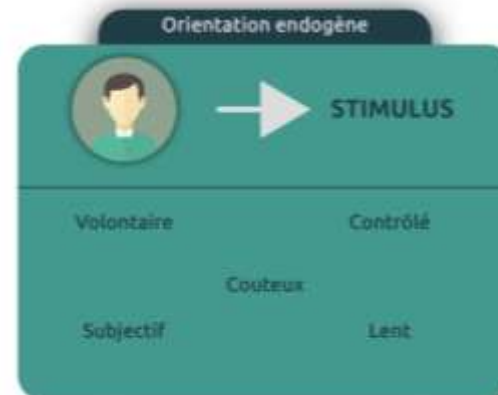 Orientation endogène
STIMULUS
Volontaire Contrôlé
Couteux
Subjectif Lent